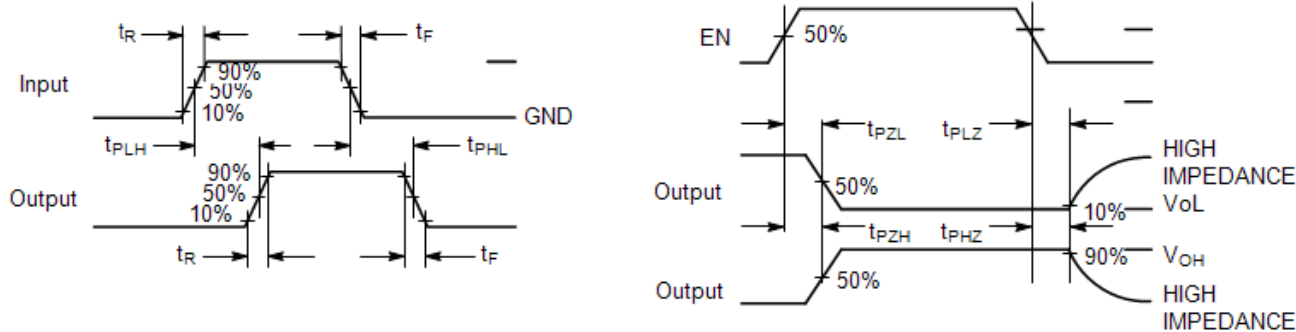 tR tF
Input
90%
50%
10%
GND
tPLH tPHL
90%
Output 50%
10%
tR tF
EN 50%
tPZL tPLZ
HIGH
IMPEDANCE
Output 50%
10% VoL
tPZH tPHZ
90% VOH
50%
Output
HIGH
IMPEDANCE